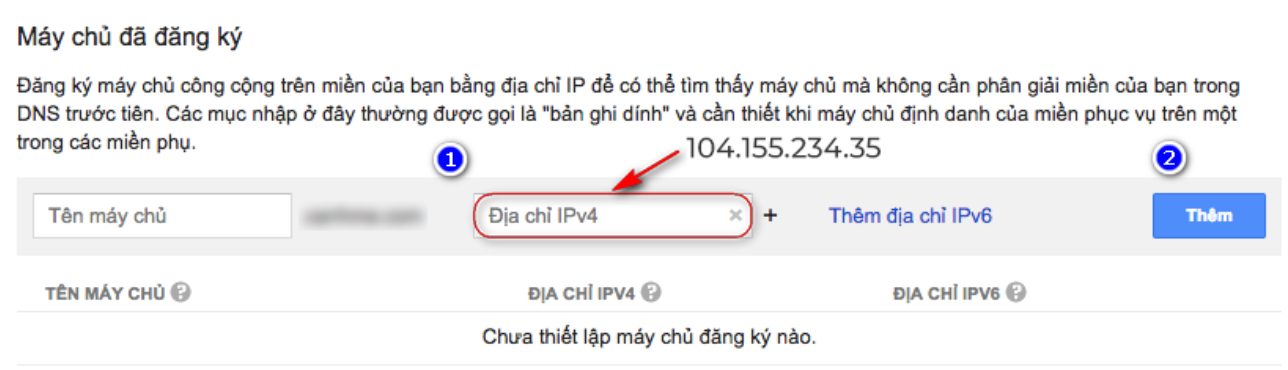 Máy chủ đã đăng ký
Đăng ký máy chủ công cộng trên miền của bạn bằng địa chỉ IP để có thể tìm thấy máy chủ mà không cần phân giải miền của bạn trong
DNS trước tiên. Các mục nhập ở đây thường được gọi là "bản ghi dính" và cần thiết khi máy chủ định danh của miền phục vụ trên một
trong các miền phụ.
104.155.234.35
1
2
Tên máy chủ Địa chỉ IPv4 × + Thêm địa chỉ IPv6 Thêm
TÊN MÁY CHỦ ? ĐỊA CHỈ IPV4 ? ĐỊA CHỈ IPV6 ?
Chưa thiết lập máy chủ đăng ký nào.